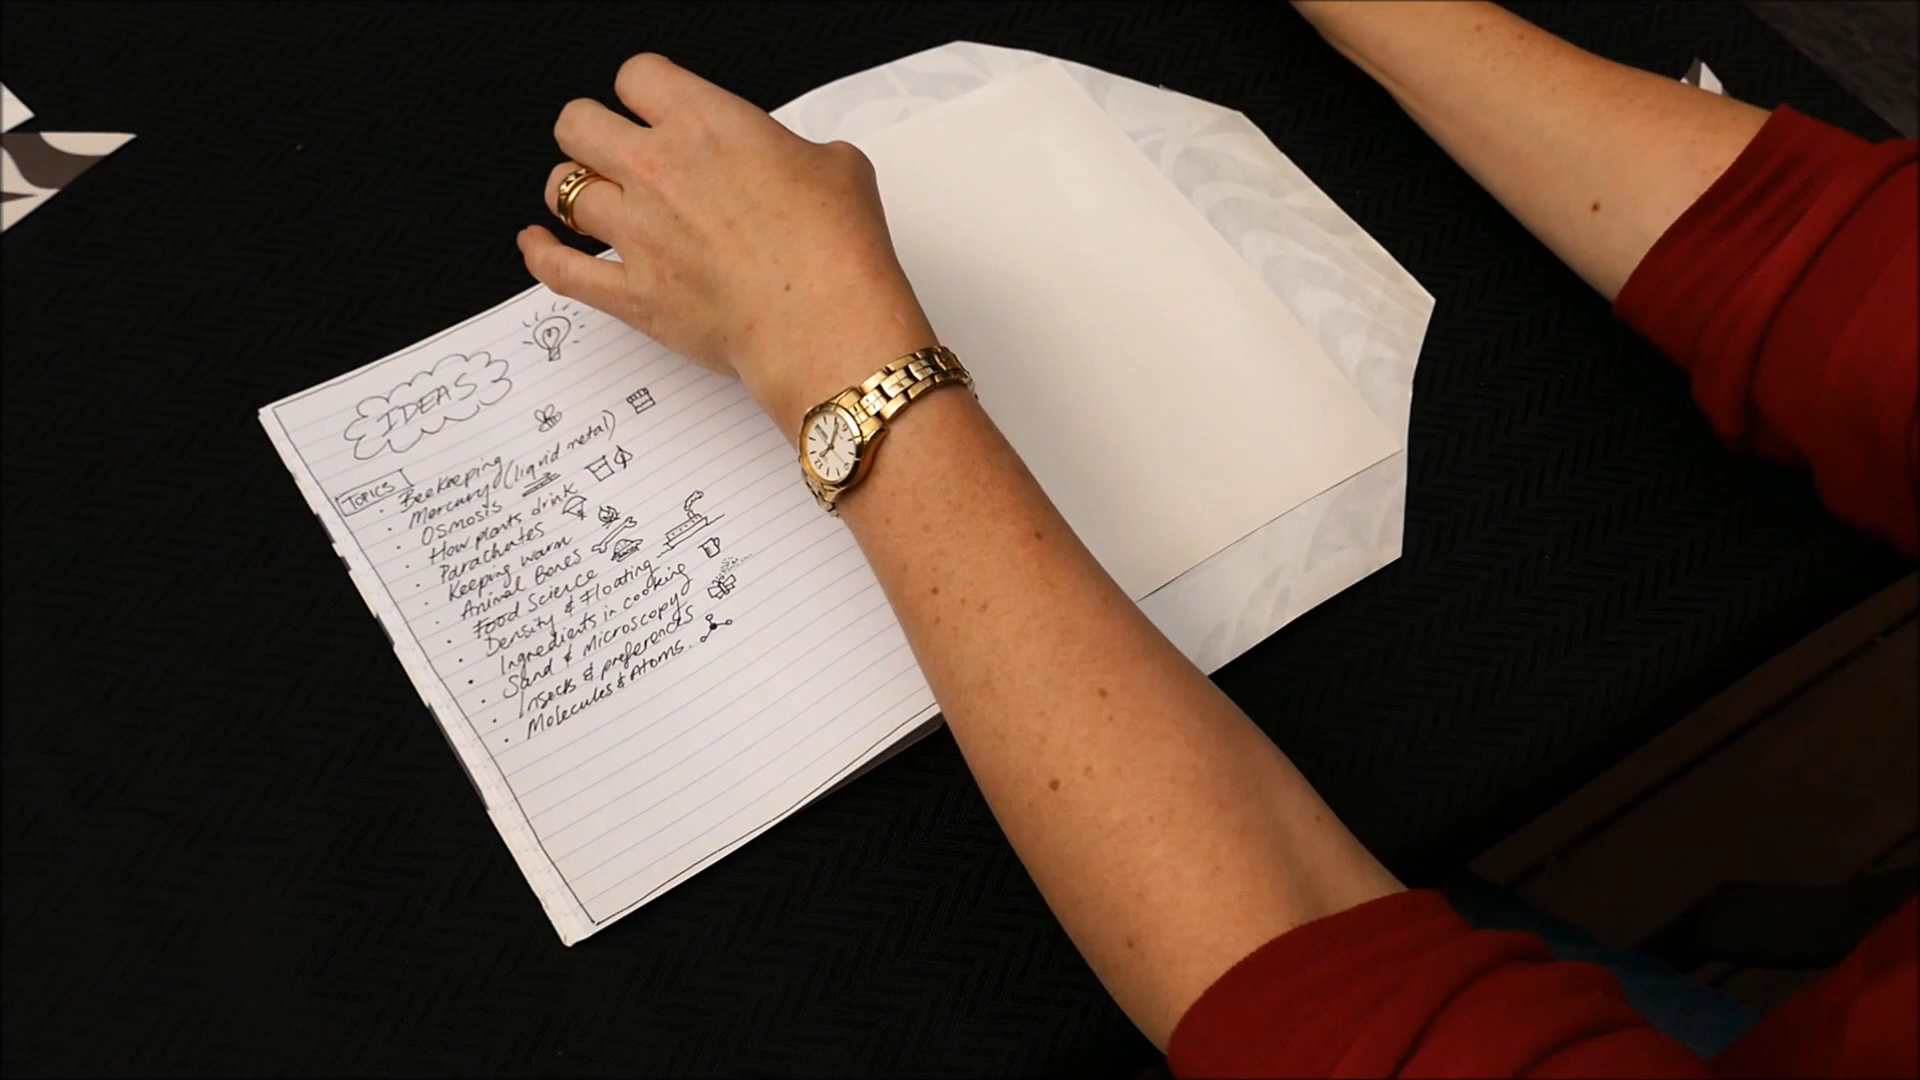 IDEAS
TOPICS
• Beekeeping
• Mercury (liquid metal)
• Osmosis
• How plants drink
• Parachutes
• Keeping warm
• Animal Bones
• Food Science
• Density & Floating
• Ingredients in cooking
• Sand & Microscopy
• Insects & preferences
• Molecules & Atoms.